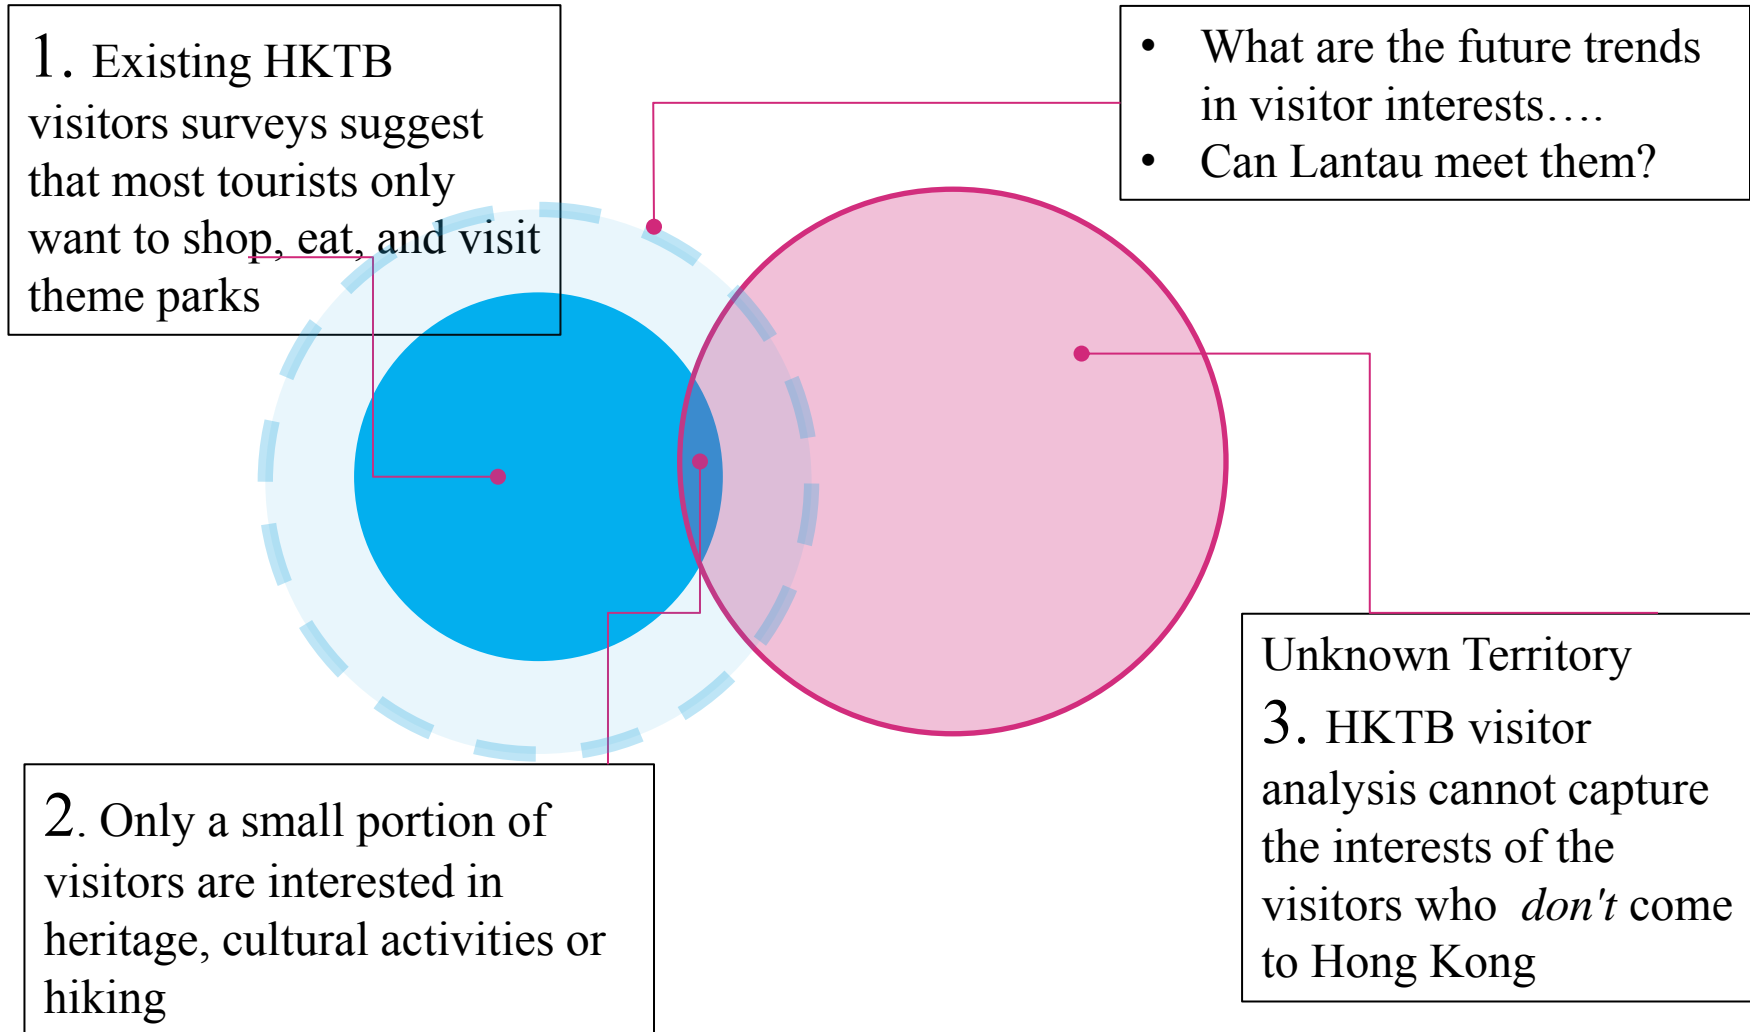 1. Existing HKTB
visitors surveys suggest
that most tourists only
want to shop, eat, and visit
theme parks
• What are the future trends
in visitor interests….
• Can Lantau meet them?
2. Only a small portion of
visitors are interested in
heritage, cultural activities or
hiking
Unknown Territory
3. HKTB visitor
analysis cannot capture
the interests of the
visitors who don't come
to Hong Kong